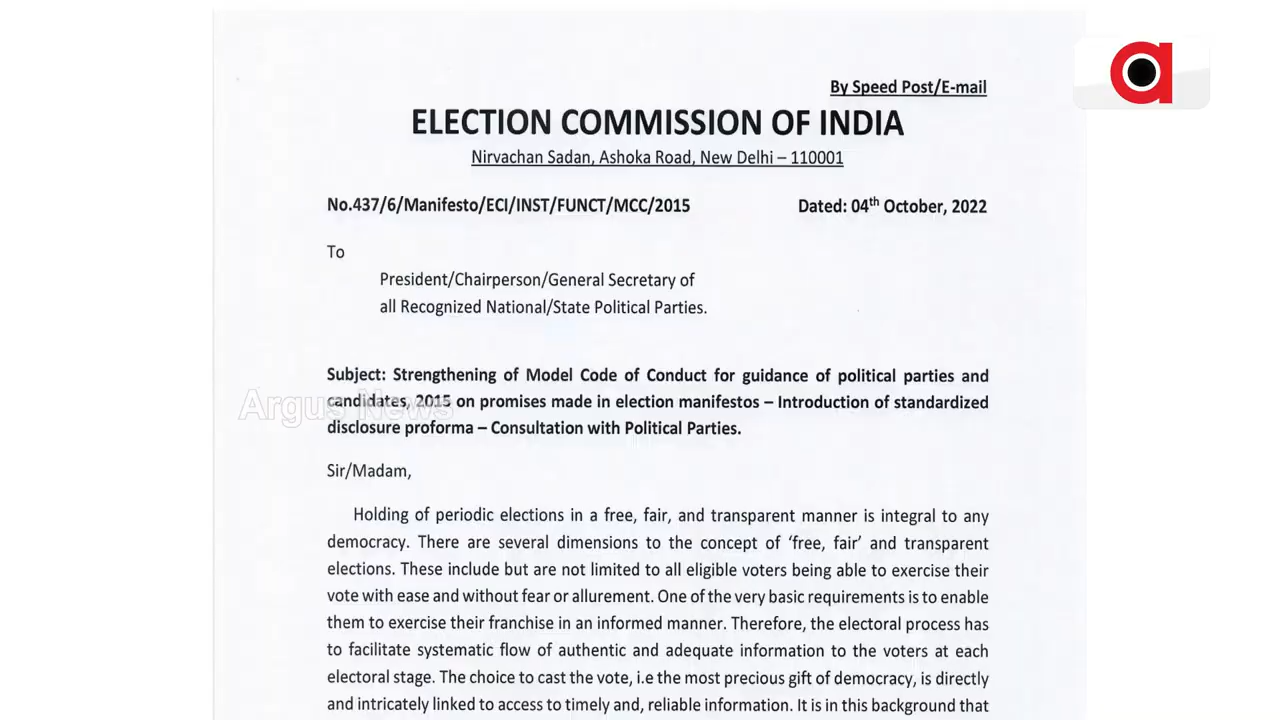 By Speed Post/E-mail
ELECTION COMMISSION OF INDIA
Nirvachan Sadan, Ashoka Road, New Delhi – 110001
No.437/6/Manifesto/ECI/INST/FUNCT/MCC/2015 Dated: 04th October, 2022
To
President/Chairperson/General Secretary of
all Recognized National/State Political Parties.
Subject: Strengthening of Model Code of Conduct for guidance of political parties and
candidates, 2015 on promises made in election manifestos – Introduction of standardized
Argus News
disclosure proforma – Consultation with Political Parties.
Sir/Madam,
Holding of periodic elections in a free, fair, and transparent manner is integral to any
democracy. There are several dimensions to the concept of ‘free, fair’ and transparent
elections. These include but are not limited to all eligible voters being able to exercise their
vote with ease and without fear or allurement. One of the very basic requirements is to enable
them to exercise their franchise in an informed manner. Therefore, the electoral process has
to facilitate systematic flow of authentic and adequate information to the voters at each
electoral stage. The choice to cast the vote, i.e the most precious gift of democracy, is directly
and intricately linked to access to timely and, reliable information. It is in this background that